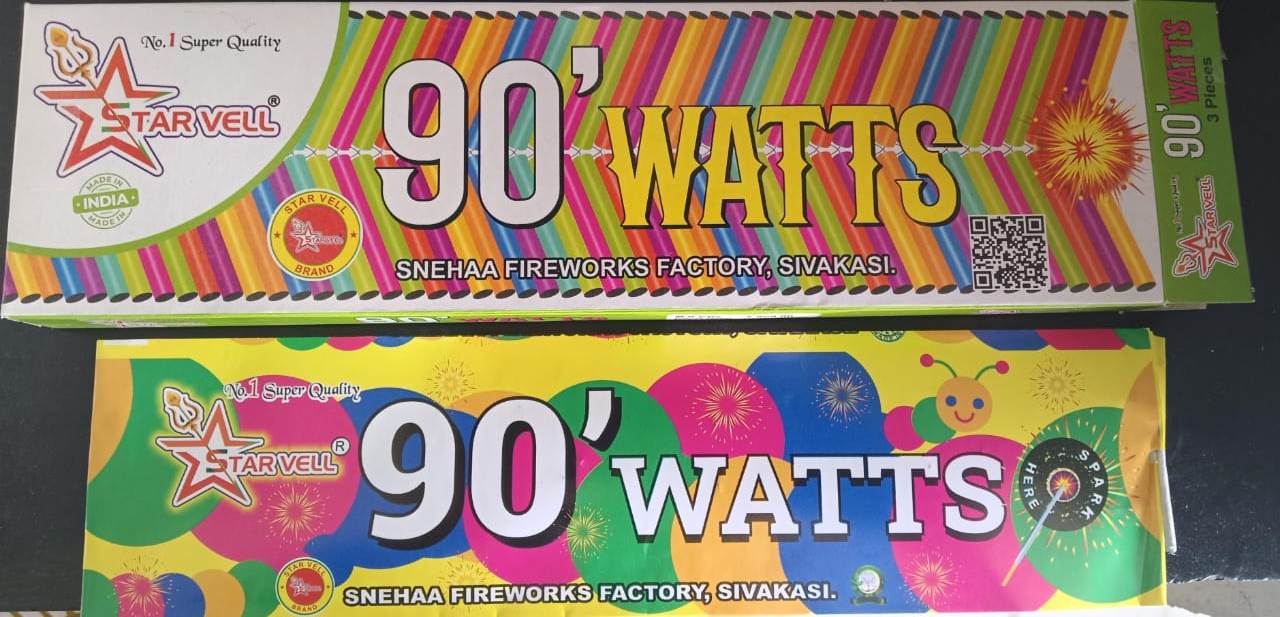 No.1 Super Quality
STAR VELL®
MADE IN
INDIA
MADE IN
90' WATTS
STAR VELL
BRAND
SNEHAA FIREWORKS FACTORY, SIVAKASI.
90' WATTS
3 Pieces
STAR VELL
No.1 Super Quality
STAR VELL®
90' WATTS
SPARK
HERE
STAR VELL
BRAND
SNEHAA FIREWORKS FACTORY, SIVAKASI.